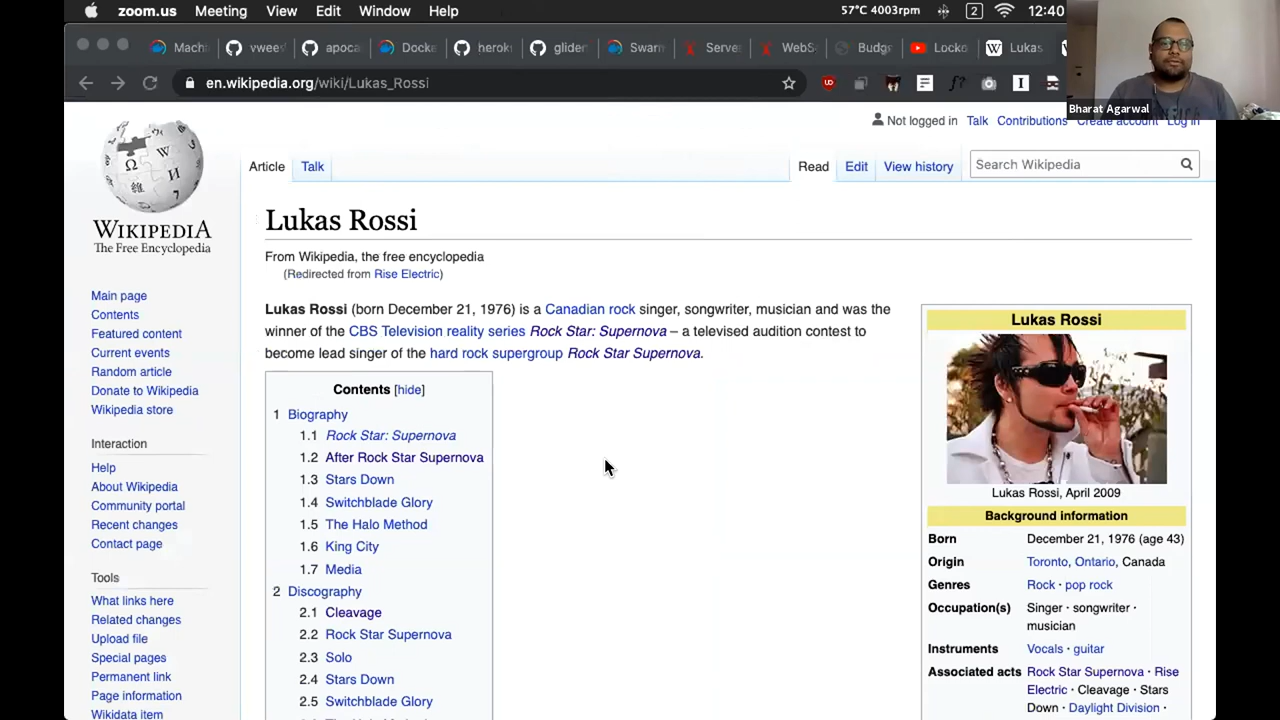 zoom.us Meeting View Edit Window Help 57°C 4003rpm 2 12:40
Mach Docke heroks glider Swarm Server WebS Budge Locko Lukas
en.wikipedia.org/wiki/Lukas_Rossi
Bharat Agarwal
Not logged in Talk Contributions Create account Log in
Article Talk Read Edit View history Search Wikipedia
WIKIPEDIA
The Free Encyclopedia
Main page
Contents
Featured content
Current events
Random article
Donate to Wikipedia
Wikipedia store
Interaction
Help
About Wikipedia
Community portal
Recent changes
Contact page
Tools
What links here
Related changes
Upload file
Special pages
Permanent link
Page information
Wikidata item
Lukas Rossi
From Wikipedia, the free encyclopedia
(Redirected from Rise Electric)
Lukas Rossi (born December 21, 1976) is a Canadian rock singer, songwriter, musician and was the
winner of the CBS Television reality series Rock Star: Supernova – a televised audition contest to
become lead singer of the hard rock supergroup Rock Star Supernova.
Contents [hide]
1 Biography
1.1 Rock Star: Supernova
1.2 After Rock Star Supernova
1.3 Stars Down
1.4 Switchblade Glory
1.5 The Halo Method
1.6 King City
1.7 Media
2 Discography
2.1 Cleavage
2.2 Rock Star Supernova
2.3 Solo
2.4 Stars Down
2.5 Switchblade Glory
Lukas Rossi
Lukas Rossi, April 2009
Background information
Born December 21, 1976 (age 43)
Origin Toronto, Ontario, Canada
Genres Rock · pop rock
Occupation(s) Singer · songwriter ·
musician
Instruments Vocals · guitar
Associated acts Rock Star Supernova · Rise
Electric · Cleavage · Stars
Down · Daylight Division ·